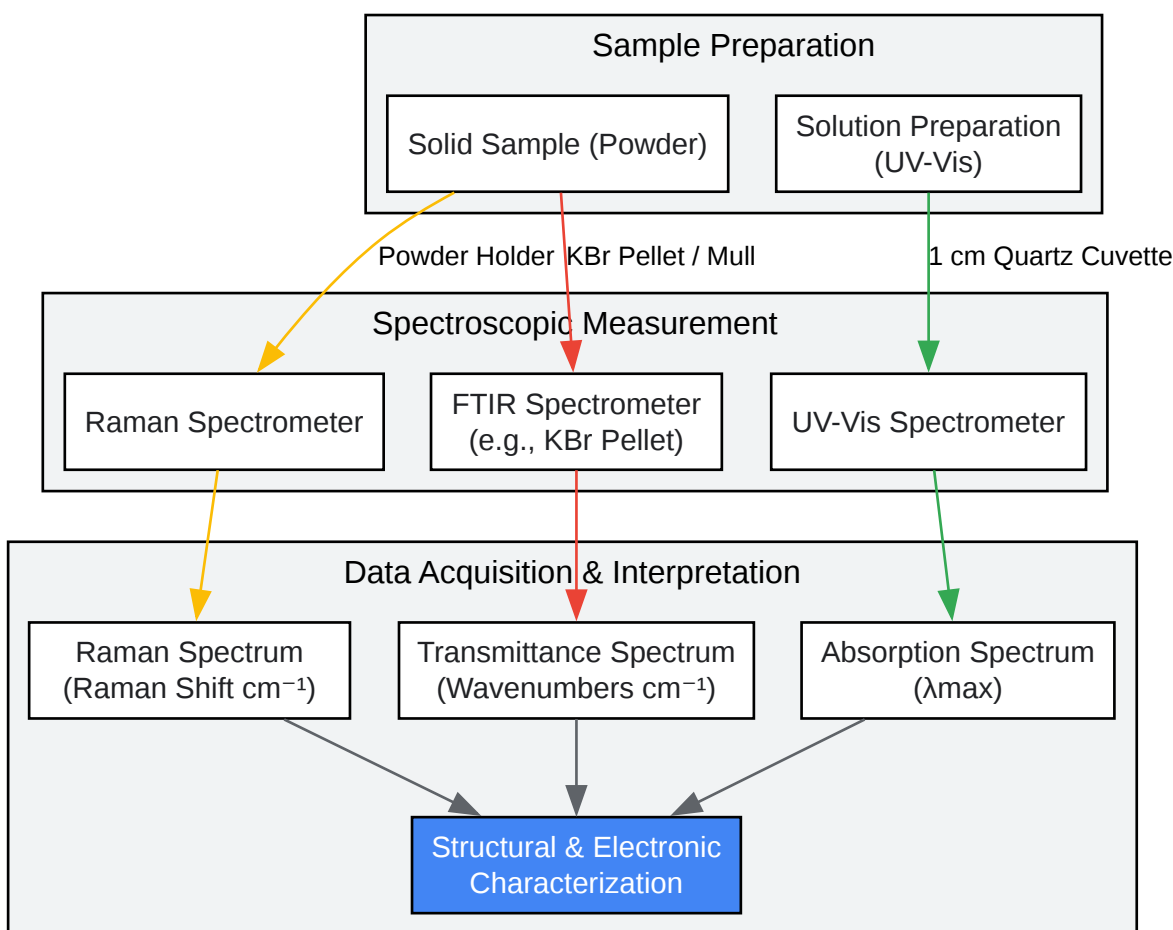 Sample Preparation
Solid Sample (Powder)
Solution Preparation
(UV-Vis)
Powder Holder
KBr Pellet / Mull
1 cm Quartz Cuvette
Spectroscopic Measurement
Raman Spectrometer
FTIR Spectrometer
(e.g., KBr Pellet)
UV-Vis Spectrometer
Data Acquisition & Interpretation
Raman Spectrum
(Raman Shift cm⁻¹)
Transmittance Spectrum
(Wavenumbers cm⁻¹)
Absorption Spectrum
(λmax)
Structural & Electronic
Characterization